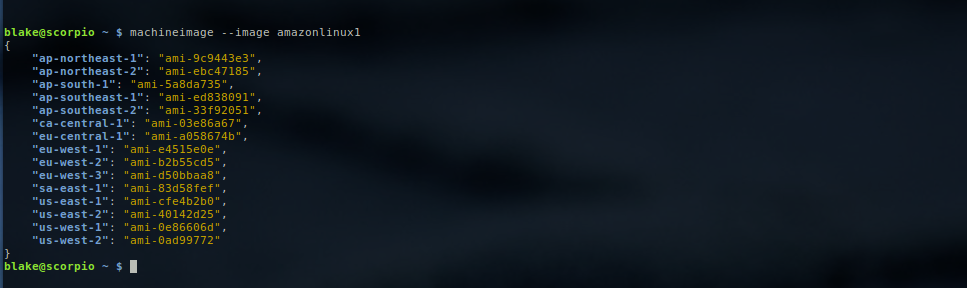 blake@scorpio ~ $ machineimage --image amazonlinux1
{
    "ap-northeast-1": "ami-9c9443e3",
    "ap-northeast-2": "ami-ebc47185",
    "ap-south-1": "ami-5a8da735",
    "ap-southeast-1": "ami-ed838091",
    "ap-southeast-2": "ami-33f92051",
    "ca-central-1": "ami-03e86a67",
    "eu-central-1": "ami-a058674b",
    "eu-west-1": "ami-e4515e0e",
    "eu-west-2": "ami-b2b55cd5",
    "eu-west-3": "ami-d50bbaa8",
    "sa-east-1": "ami-83d58fef",
    "us-east-1": "ami-cfe4b2b0",
    "us-east-2": "ami-40142d25",
    "us-west-1": "ami-0e86606d",
    "us-west-2": "ami-0ad99772"
}
blake@scorpio ~ $